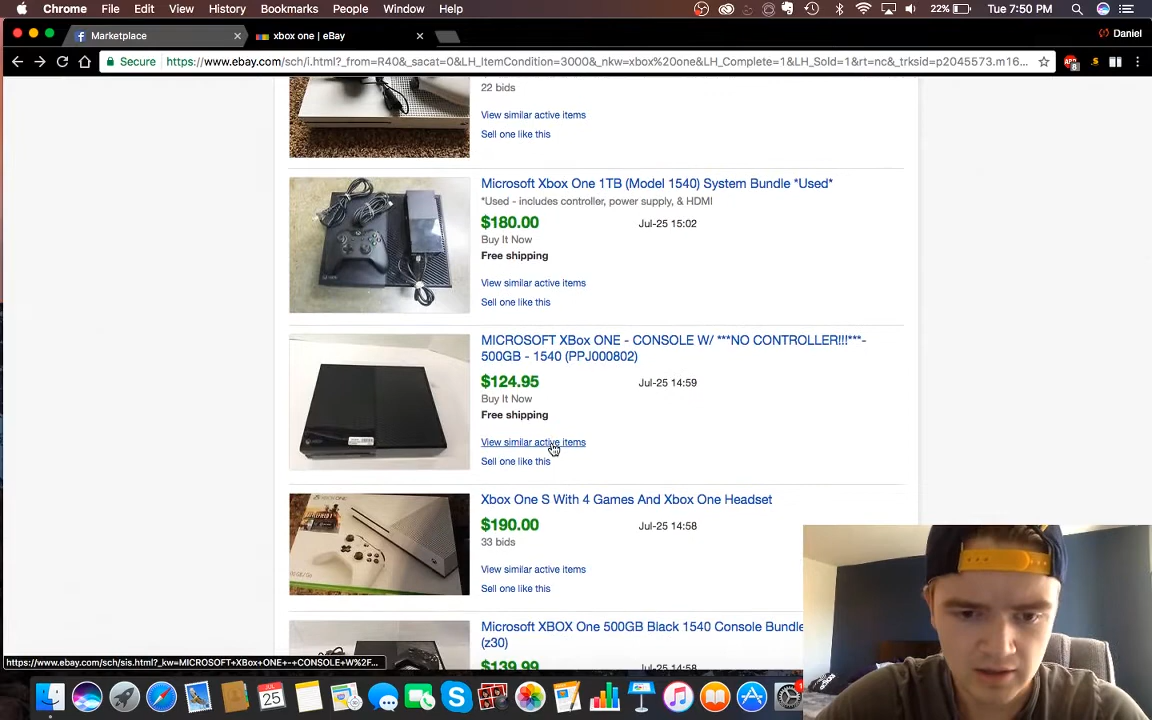 Chrome File Edit View History Bookmarks People Window Help 22% Tue 7:50 PM
Marketplace xbox one | eBay Daniel
Secure https://www.ebay.com/sch/i.html?_from=R40&_sacat=0&LH_ItemCondition=3000&_nkw=xbox%20one&LH_Complete=1&LH_Sold=1&rt=nc&_trksid=p2045573.m16...
22 bids
View similar active items
Sell one like this
Microsoft Xbox One 1TB (Model 1540) System Bundle *Used*
*Used - includes controller, power supply, & HDMI
$180.00 Jul-25 15:02
Buy It Now
Free shipping
View similar active items
Sell one like this
MICROSOFT XBox ONE - CONSOLE W/ ***NO CONTROLLER!!!***-
500GB - 1540 (PPJ000802)
$124.95 Jul-25 14:59
Buy It Now
Free shipping
View similar active items
Sell one like this
Xbox One S With 4 Games And Xbox One Headset
$190.00 Jul-25 14:58
33 bids
View similar active items
Sell one like this
Microsoft XBOX One 500GB Black 1540 Console Bundle
(z30)
$139.99 Jul-25 14:58
https://www.ebay.com/sch/sis.html?_kw=MICROSOFT+XBox+ONE+-+CONSOLE+W%2F...
25